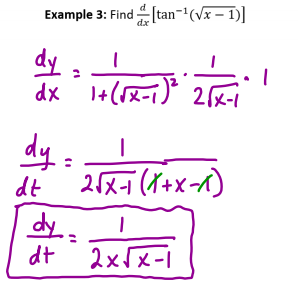 Example 3: Find d/dx [tan⁻¹(√(x − 1))]
dy/dx = 1/(1+(√(x-1))²) · 1/(2√(x-1)) · 1
dy/dt = 1/(2√(x-1) (1+x-1))
dy/dt = 1/(2x√(x-1))